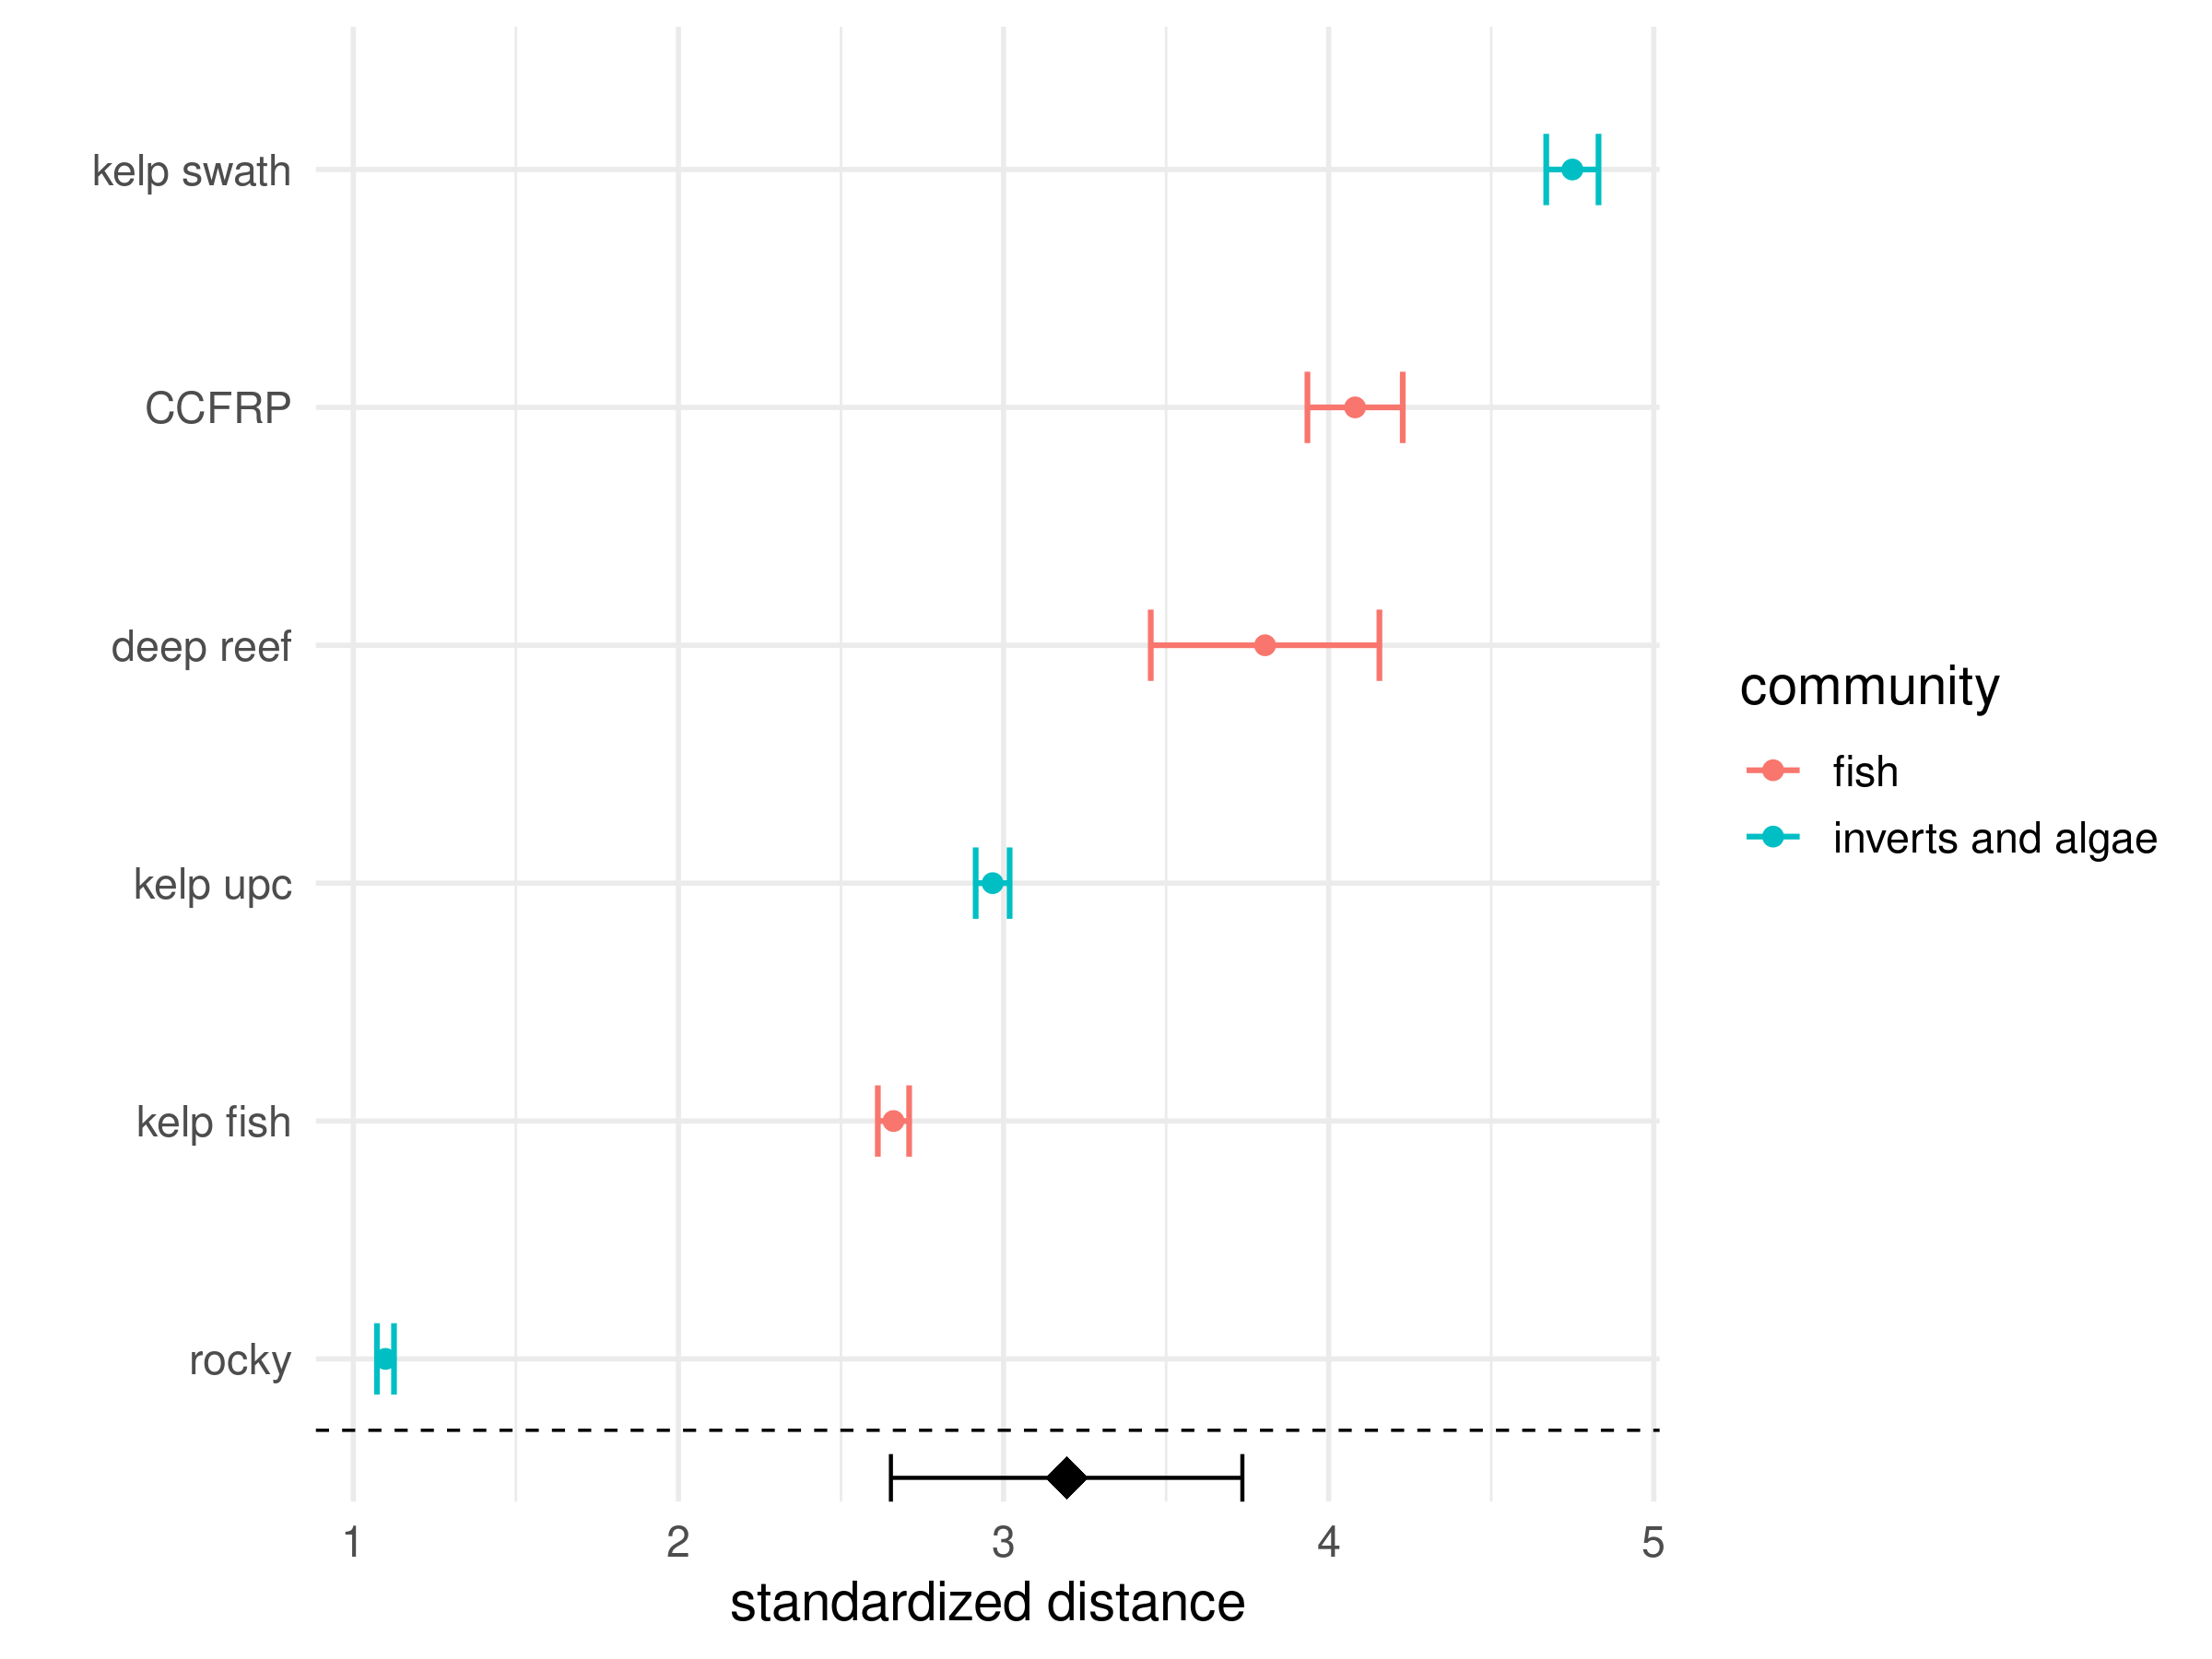 kelp swath
CCFRP
deep reef
kelp upc
kelp fish
rocky
1 2 3 4 5
standardized distance
community
fish
inverts and algae